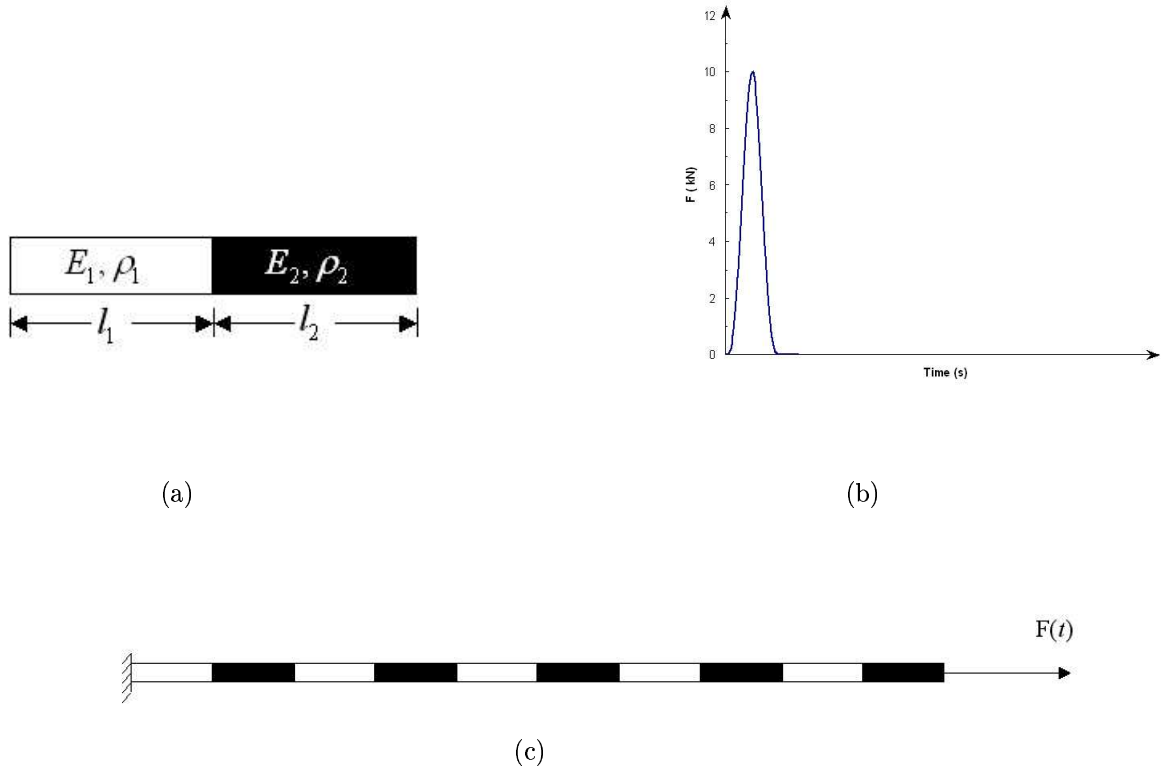 12
10
8
6
4
2
0
F ( kN)
Time (s)
E₁, ρ₁
E₂, ρ₂
l₁
l₂
(a)
(b)
F(t)
(c)